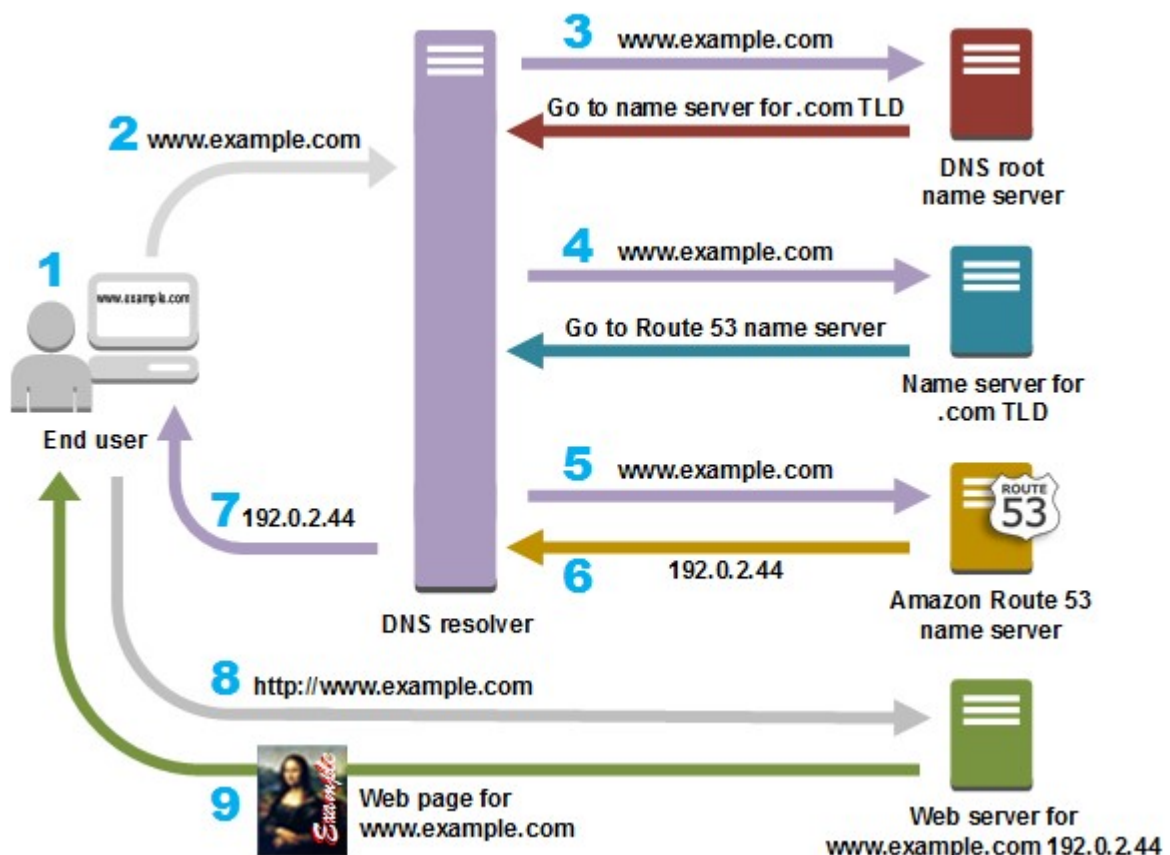 3 www.example.com
Go to name server for .com TLD
DNS root
name server
2 www.example.com
1
www.example.com
End user
4 www.example.com
Go to Route 53 name server
Name server for
.com TLD
5 www.example.com
ROUTE
53
6 192.0.2.44
Amazon Route 53
name server
7 192.0.2.44
DNS resolver
8 http://www.example.com
9
Example
Web page for
www.example.com
Web server for
www.example.com 192.0.2.44